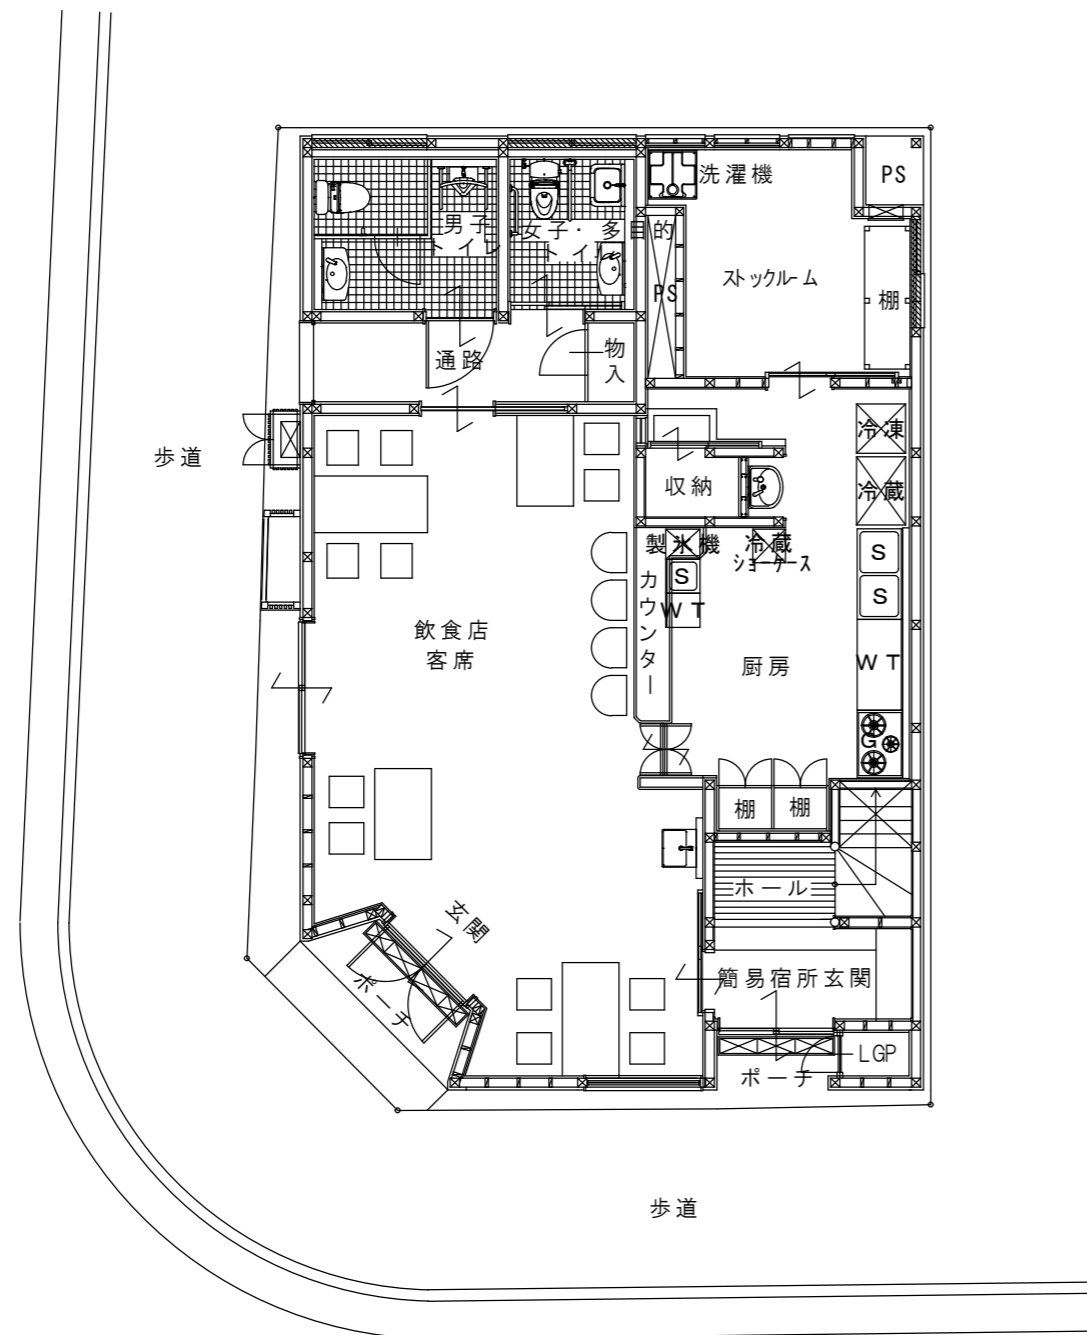 PS
洗濯機
男子
トイレ
女子・多目的
トイレ
PS
ストックルーム
棚
通路
物入
冷凍
歩道
収納
冷蔵
製氷機
冷蔵
ショーケース
S
S
S
カウンター
WT
飲食店
客席
厨房
WT
G
棚
棚
ホール
玄関
ポーチ
簡易宿所玄関
LGP
ポーチ
歩道